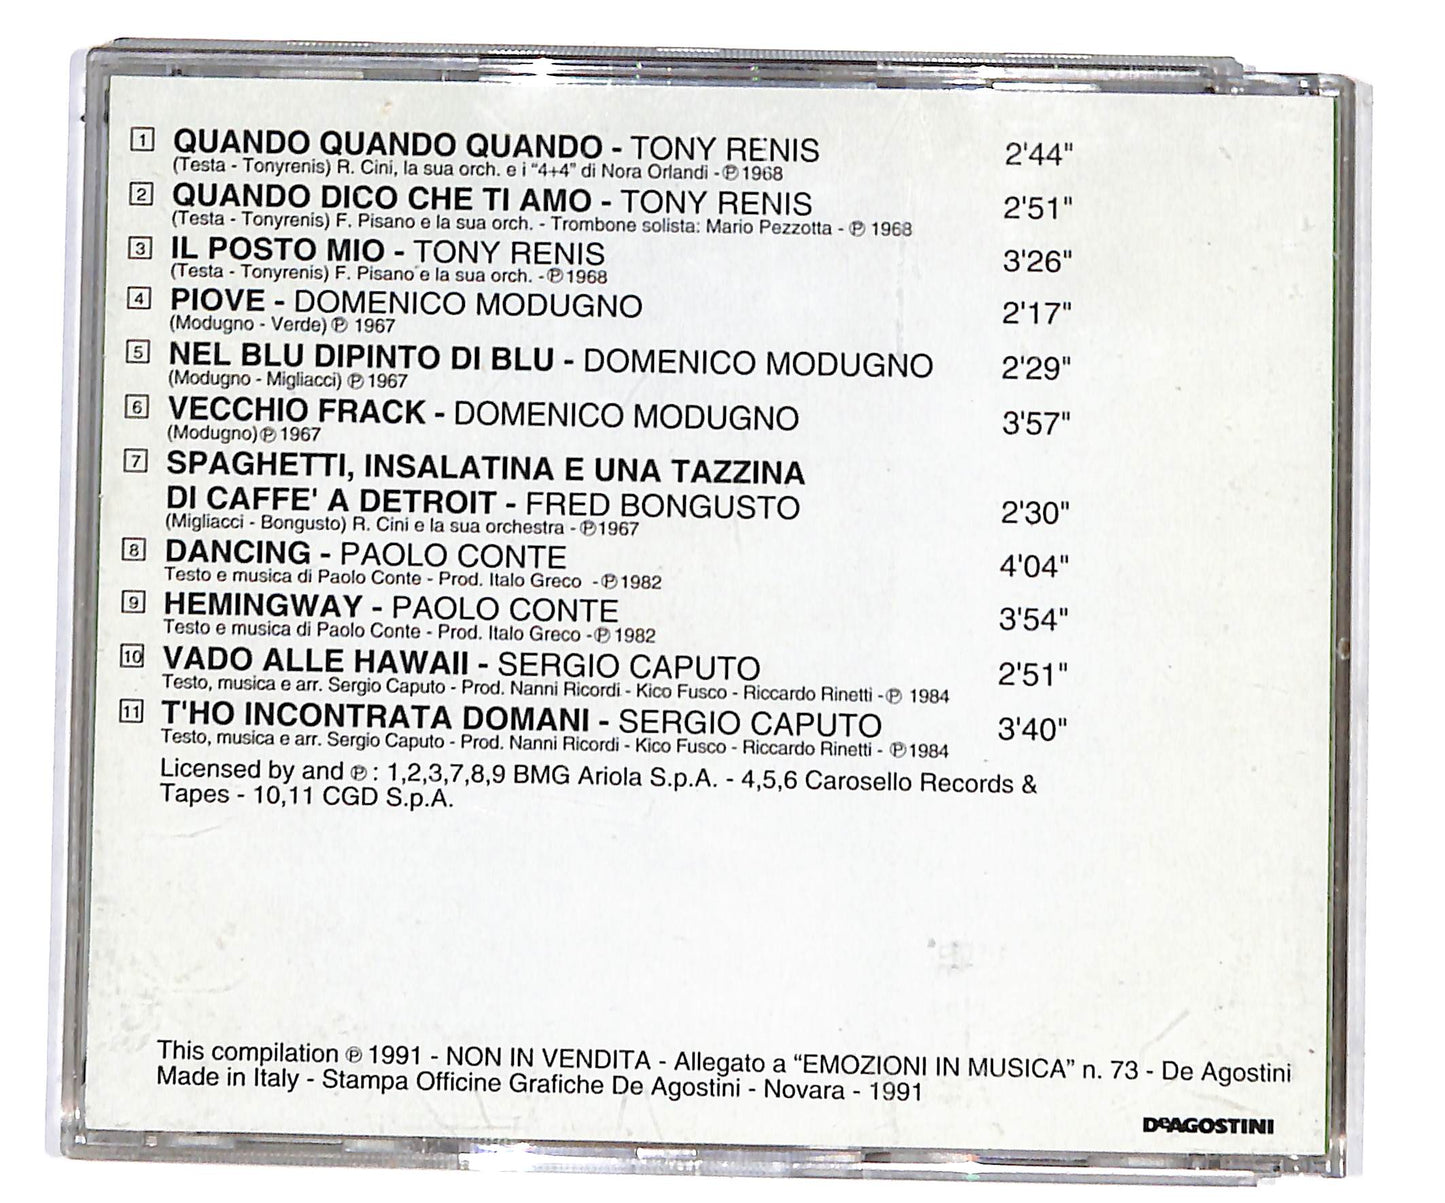 1 QUANDO QUANDO QUANDO - TONY RENIS 2'44"
(Testa - Tonyrenis) R. Cini, la sua orch. e i “4+4” di Nora Orlandi - ℗ 1968
2 QUANDO DICO CHE TI AMO - TONY RENIS 2'51"
(Testa - Tonyrenis) F. Pisano e la sua orch. - Trombone solista: Mario Pezzotta - ℗ 1968
3 IL POSTO MIO - TONY RENIS 3'26"
(Testa - Tonyrenis) F. Pisano e la sua orch. - ℗ 1968
4 PIOVE - DOMENICO MODUGNO 2'17"
(Modugno - Verde) ℗ 1967
5 NEL BLU DIPINTO DI BLU - DOMENICO MODUGNO 2'29"
(Modugno - Migliacci) ℗ 1967
6 VECCHIO FRACK - DOMENICO MODUGNO 3'57"
(Modugno) ℗ 1967
7 SPAGHETTI, INSALATINA E UNA TAZZINA
DI CAFFE' A DETROIT - FRED BONGUSTO 2'30"
(Migliacci - Bongusto) R. Cini e la sua orchestra - ℗ 1967
8 DANCING - PAOLO CONTE 4'04"
Testo e musica di Paolo Conte - Prod. Italo Greco - ℗ 1982
9 HEMINGWAY - PAOLO CONTE 3'54"
Testo e musica di Paolo Conte - Prod. Italo Greco - ℗ 1982
10 VADO ALLE HAWAII - SERGIO CAPUTO 2'51"
Testo, musica e arr. Sergio Caputo - Prod. Nanni Ricordi - Kico Fusco - Riccardo Rinetti - ℗ 1984
11 T'HO INCONTRATA DOMANI - SERGIO CAPUTO 3'40"
Testo, musica e arr. Sergio Caputo - Prod. Nanni Ricordi - Kico Fusco - Riccardo Rinetti - ℗ 1984
Licensed by and ℗ : 1,2,3,7,8,9 BMG Ariola S.p.A. - 4,5,6 Carosello Records &
Tapes - 10,11 CGD S.p.A.
This compilation ℗ 1991 - NON IN VENDITA - Allegato a “EMOZIONI IN MUSICA” n. 73 - De Agostini
Made in Italy - Stampa Officine Grafiche De Agostini - Novara - 1991
DeAGOSTINI